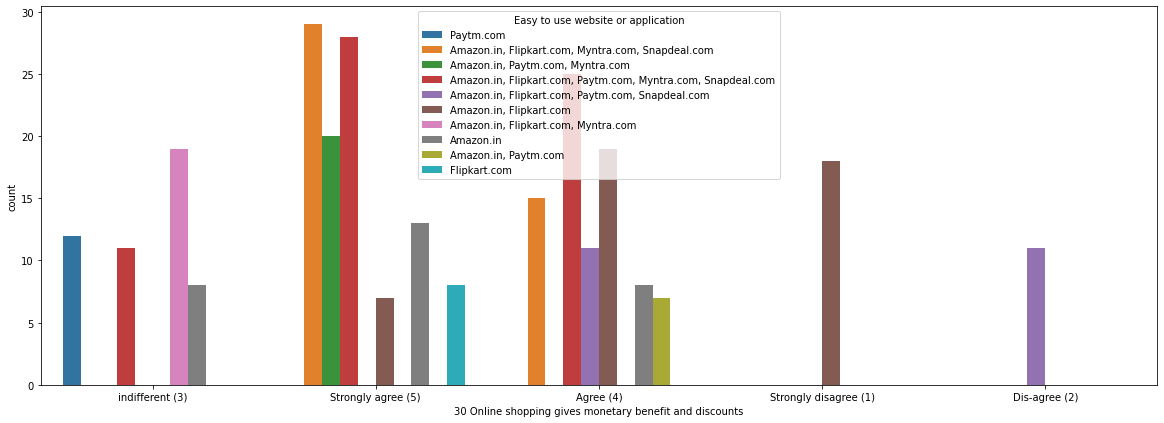 30
25
20
15
10
5
0
count
Easy to use website or application
Paytm.com
Amazon.in, Flipkart.com, Myntra.com, Snapdeal.com
Amazon.in, Paytm.com, Myntra.com
Amazon.in, Flipkart.com, Paytm.com, Myntra.com, Snapdeal.com
Amazon.in, Flipkart.com, Paytm.com, Snapdeal.com
Amazon.in, Flipkart.com
Amazon.in, Flipkart.com, Myntra.com
Amazon.in
Amazon.in, Paytm.com
Flipkart.com
indifferent (3)
Strongly agree (5)
Agree (4)
Strongly disagree (1)
Dis-agree (2)
30 Online shopping gives monetary benefit and discounts